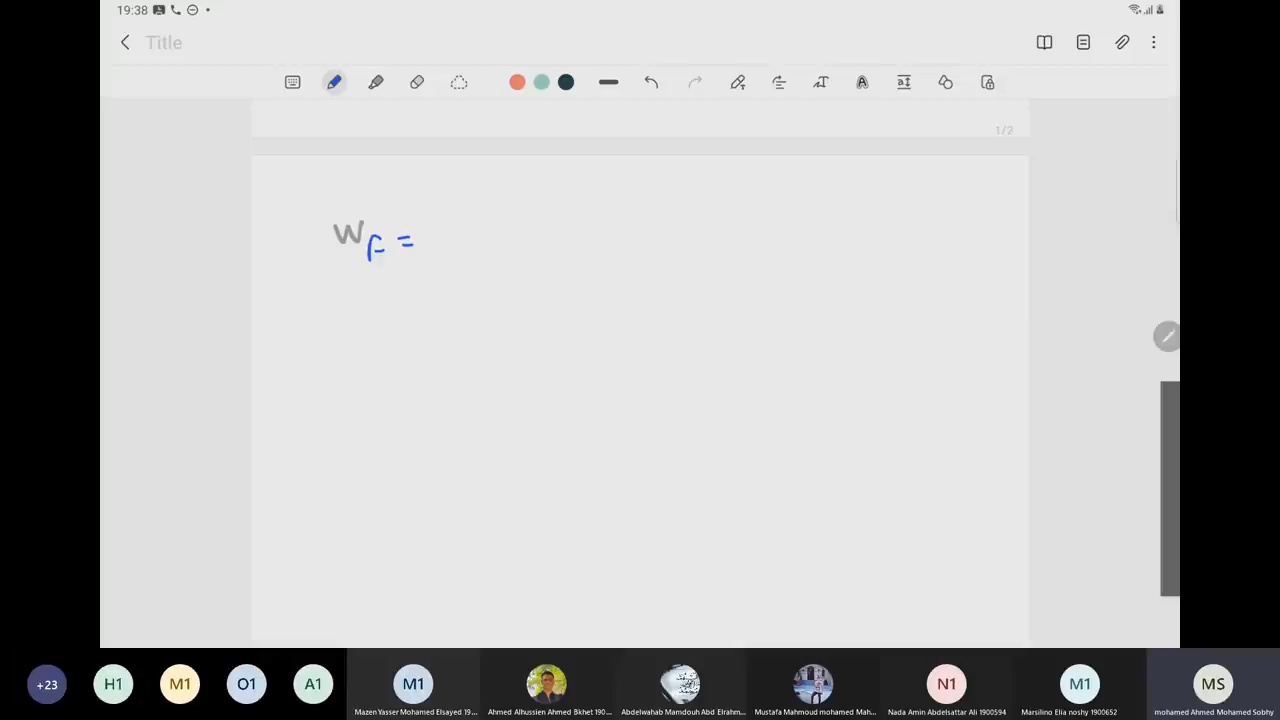 19:38
Title
1/2
W_F =
+23
H1
M1
O1
A1
M1
N1
M1
MS
Mazen Yasser Mohamed Elsayed 19...
Ahmed Alhussien Ahmed Bkhet 190...
Abdelwahab Mamdouh Abd Elrahm...
Mustafa Mahmoud mohamed Mah...
Nada Amin Abdelsattar Ali 1900594
Marsilino Elia noshy 1900652
mohamed Ahmed Mohamed Sobhy